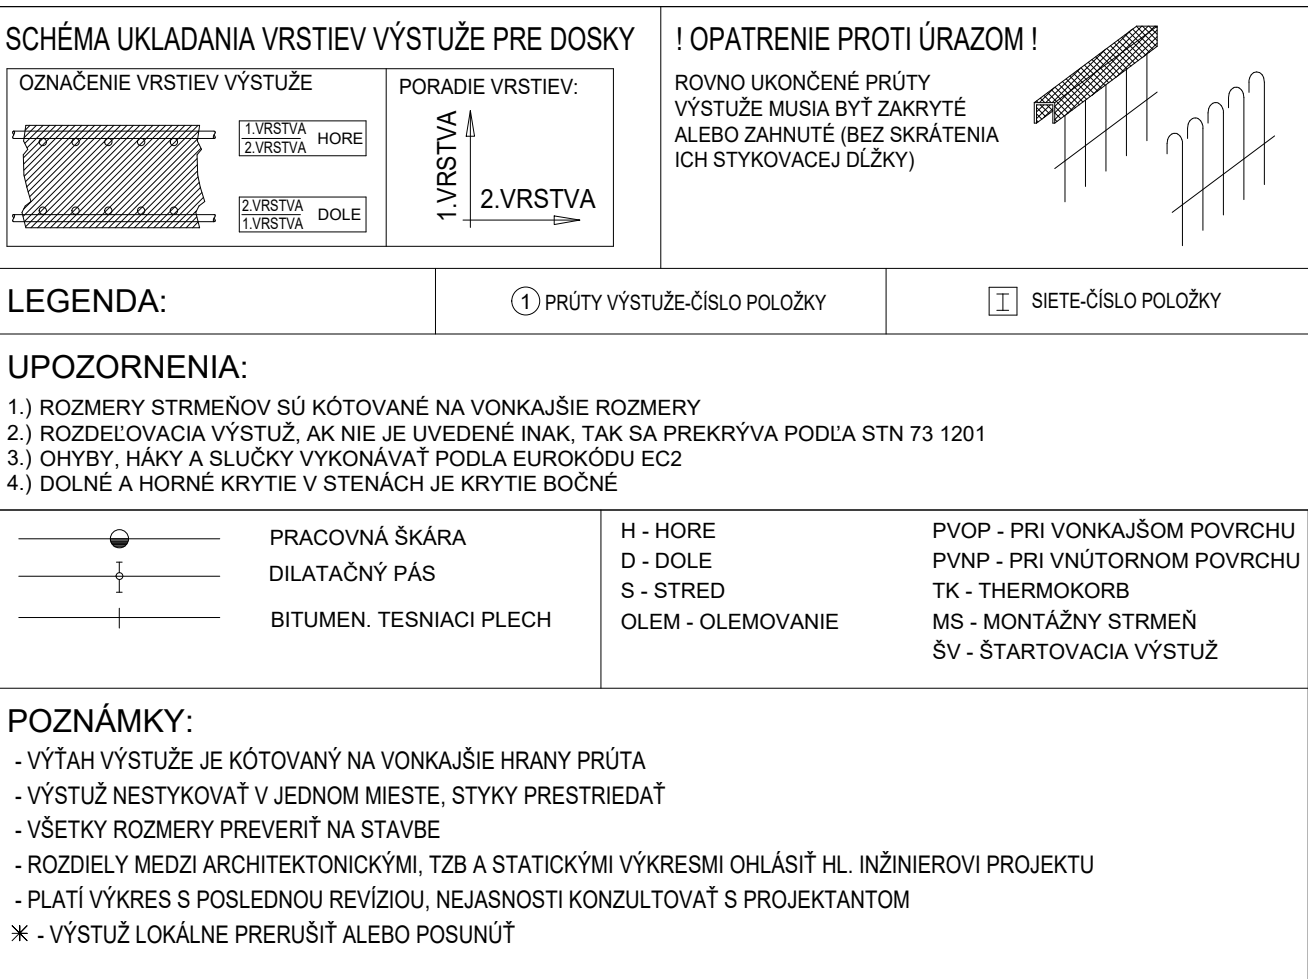 SCHÉMA UKLADANIA VRSTIEV VÝSTUŽE PRE DOSKY
OZNAČENIE VRSTIEV VÝSTUŽE
1.VRSTVA
2.VRSTVA
HORE
2.VRSTVA
1.VRSTVA
DOLE
PORADIE VRSTIEV:
1.VRSTVA
2.VRSTVA
! OPATRENIE PROTI ÚRAZOM !
ROVNO UKONČENÉ PRÚTY
VÝSTUŽE MUSIA BYŤ ZAKRYTÉ
ALEBO ZAHNUTÉ (BEZ SKRÁTENIA
ICH STYKOVACEJ DĹŽKY)
LEGENDA:
1 PRÚTY VÝSTUŽE-ČÍSLO POLOŽKY
I SIETE-ČÍSLO POLOŽKY
UPOZORNENIA:
1.) ROZMERY STRMEŇOV SÚ KÓTOVANÉ NA VONKAJŠIE ROZMERY
2.) ROZDEĽOVACIA VÝSTUŽ, AK NIE JE UVEDENÉ INAK, TAK SA PREKRÝVA PODĽA STN 73 1201
3.) OHYBY, HÁKY A SLUČKY VYKONÁVAŤ PODLA EUROKÓDU EC2
4.) DOLNÉ A HORNÉ KRYTIE V STENÁCH JE KRYTIE BOČNÉ
PRACOVNÁ ŠKÁRA
DILATAČNÝ PÁS
BITUMEN. TESNIACI PLECH
H - HORE
D - DOLE
S - STRED
OLEM - OLEMOVANIE
PVOP - PRI VONKAJŠOM POVRCHU
PVNP - PRI VNÚTORNOM POVRCHU
TK - THERMOKORB
MS - MONTÁŽNY STRMEŇ
ŠV - ŠTARTOVACIA VÝSTUŽ
POZNÁMKY:
- VÝŤAH VÝSTUŽE JE KÓTOVANÝ NA VONKAJŠIE HRANY PRÚTA
- VÝSTUŽ NESTYKOVAŤ V JEDNOM MIESTE, STYKY PRESTRIEDAŤ
- VŠETKY ROZMERY PREVERIŤ NA STAVBE
- ROZDIELY MEDZI ARCHITEKTONICKÝMI, TZB A STATICKÝMI VÝKRESMI OHLÁSIŤ HL. INŽINIEROVI PROJEKTU
- PLATÍ VÝKRES S POSLEDNOU REVÍZIOU, NEJASNOSTI KONZULTOVAŤ S PROJEKTANTOM
✳ - VÝSTUŽ LOKÁLNE PRERUŠIŤ ALEBO POSUNÚŤ